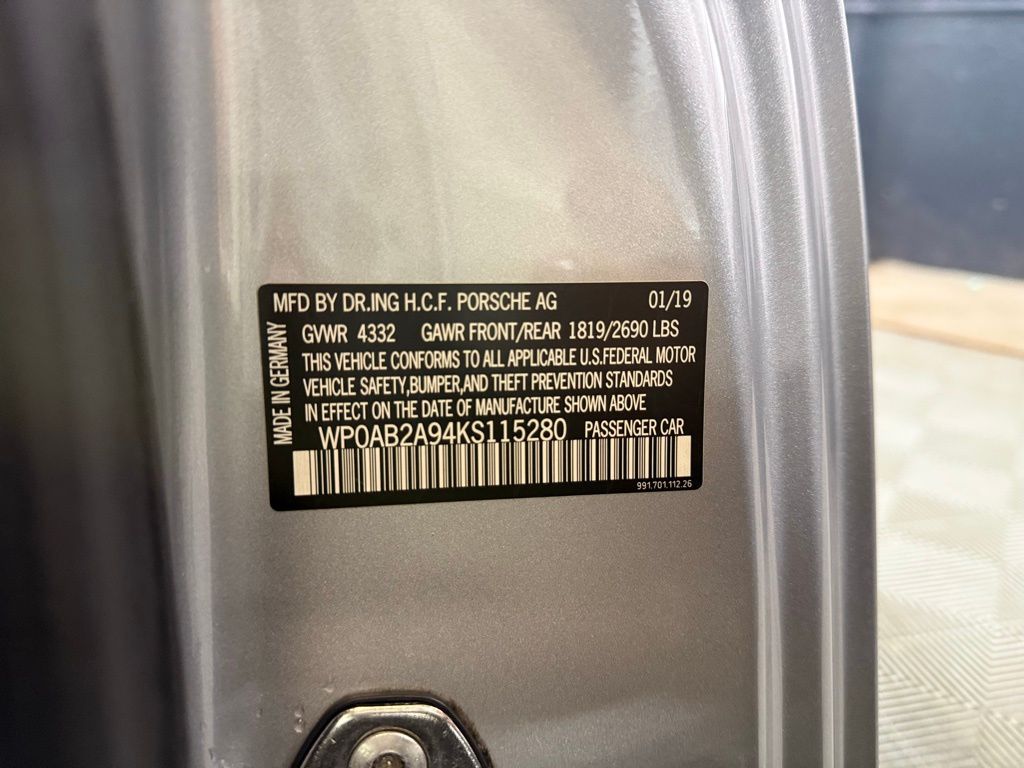 MFD BY DR.ING H.C.F. PORSCHE AG 01/19
MADE IN GERMANY
GVWR 4332 GAWR FRONT/REAR 1819/2690 LBS
THIS VEHICLE CONFORMS TO ALL APPLICABLE U.S.FEDERAL MOTOR
VEHICLE SAFETY,BUMPER,AND THEFT PREVENTION STANDARDS
IN EFFECT ON THE DATE OF MANUFACTURE SHOWN ABOVE
WP0AB2A94KS115280 PASSENGER CAR
991.701.112.26